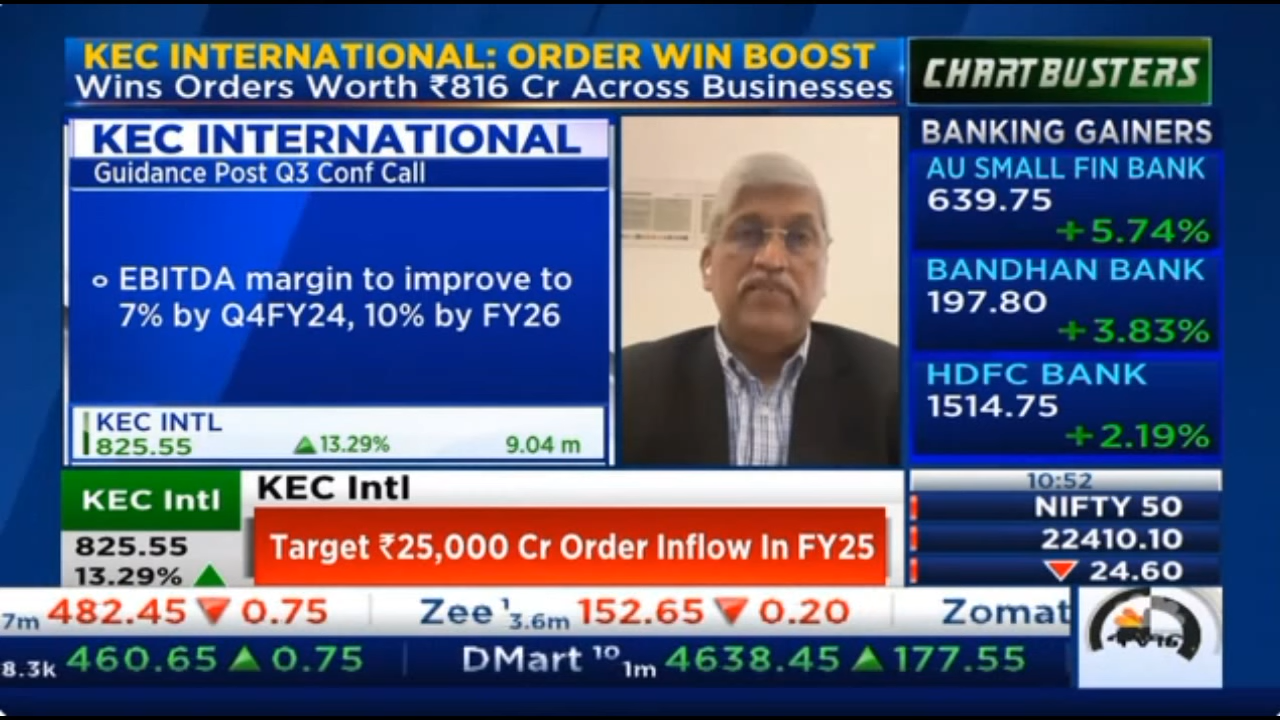 KEC INTERNATIONAL: ORDER WIN BOOST
Wins Orders Worth ₹816 Cr Across Businesses
CHARTBUSTERS
KEC INTERNATIONAL
Guidance Post Q3 Conf Call
EBITDA margin to improve to
7% by Q4FY24, 10% by FY26
KEC INTL
825.55 ▲13.29% 9.04 m
BANKING GAINERS
AU SMALL FIN BANK
639.75
+5.74%
BANDHAN BANK
197.80
+3.83%
HDFC BANK
1514.75
+2.19%
KEC Intl
825.55
13.29% ▲
KEC Intl
Target ₹25,000 Cr Order Inflow In FY25
10:52
NIFTY 50
22410.10
▼ 24.60
7m 482.45 ▼ 0.75 Zee ¹ 3.6m 152.65 ▼ 0.20 Zomat
8.3k 460.65 ▲ 0.75 DMart ¹⁰ 1m 4638.45 ▲ 177.55